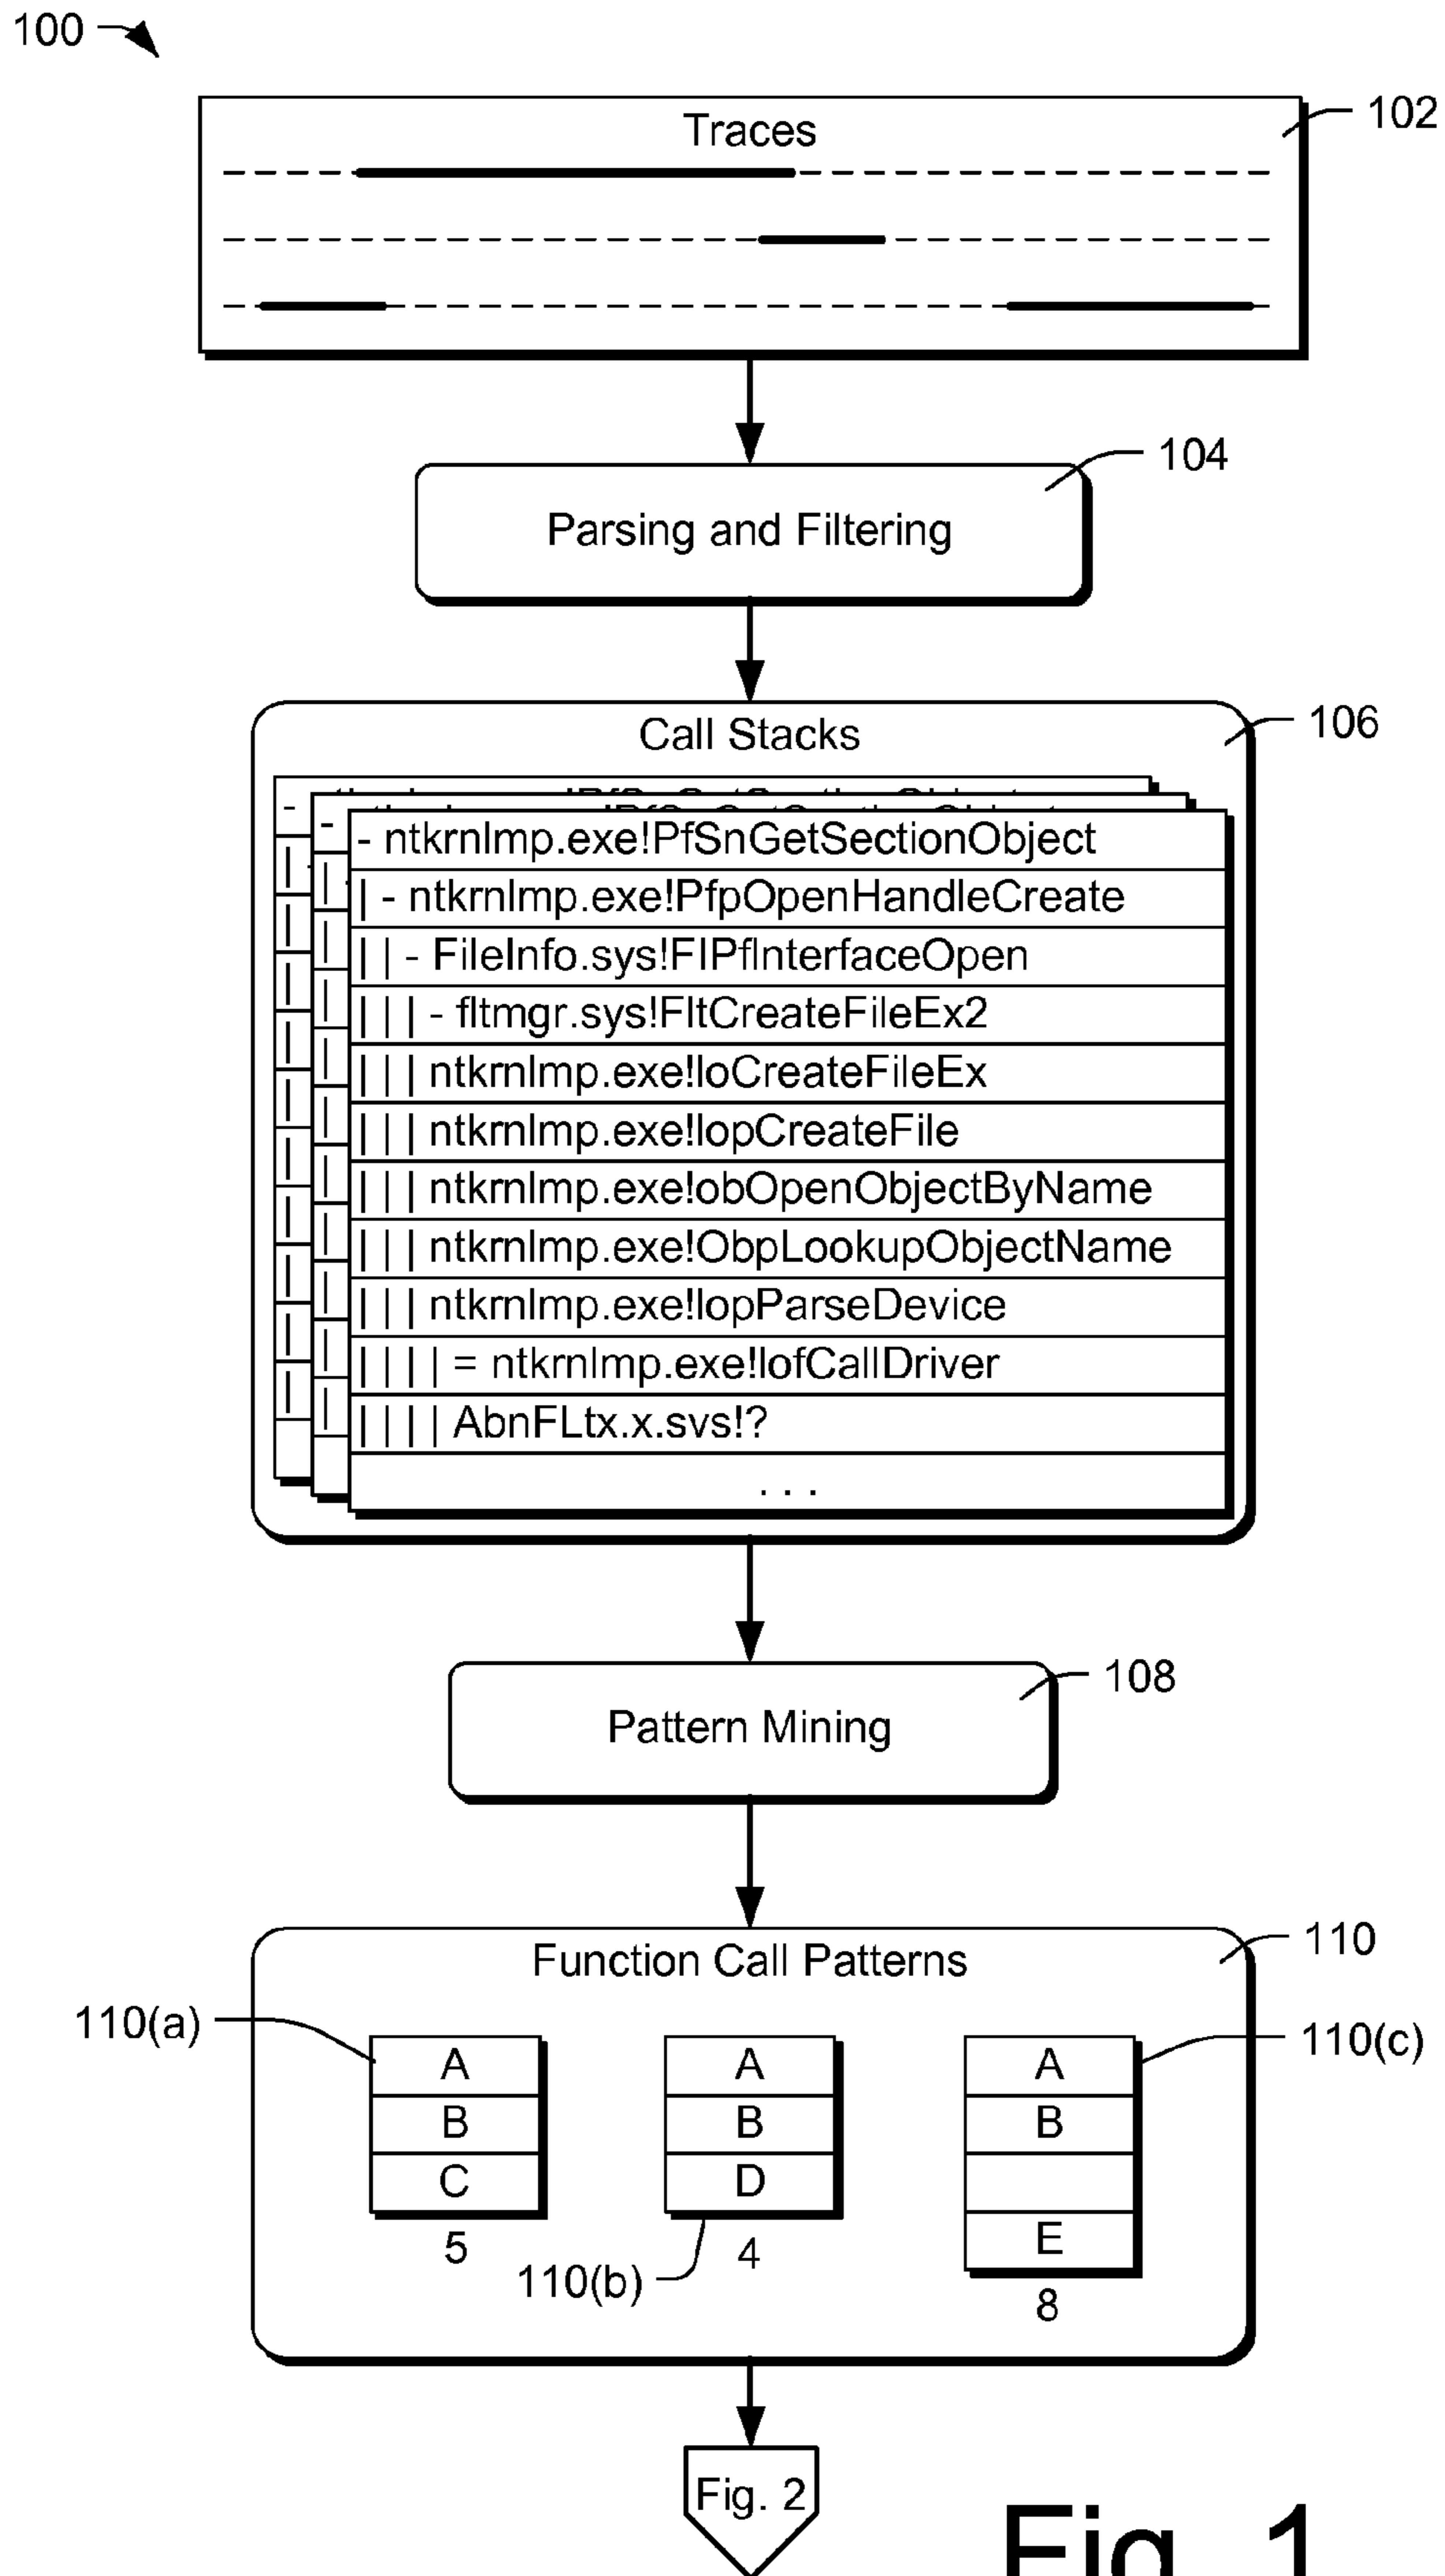 100
Traces
102
104
Parsing and Filtering
Call Stacks
106
- ntkrnlmp.exe!PfSnGetSectionObject
| - ntkrnlmp.exe!PfpOpenHandleCreate
| | - FileInfo.sys!FIPfInterfaceOpen
| | | - fltmgr.sys!FltCreateFileEx2
| | | ntkrnlmp.exe!IoCreateFileEx
| | | ntkrnlmp.exe!IopCreateFile
| | | ntkrnlmp.exe!obOpenObjectByName
| | | ntkrnlmp.exe!ObpLookupObjectName
| | | ntkrnlmp.exe!IopParseDevice
| | | | = ntkrnlmp.exe!IofCallDriver
| | | | AbnFLtx.x.svs!?
. . .
108
Pattern Mining
110
Function Call Patterns
110(a)
A
B
C
5
110(b)
A
B
D
4
110(c)
A
B
E
8
Fig. 2
Fig. 1